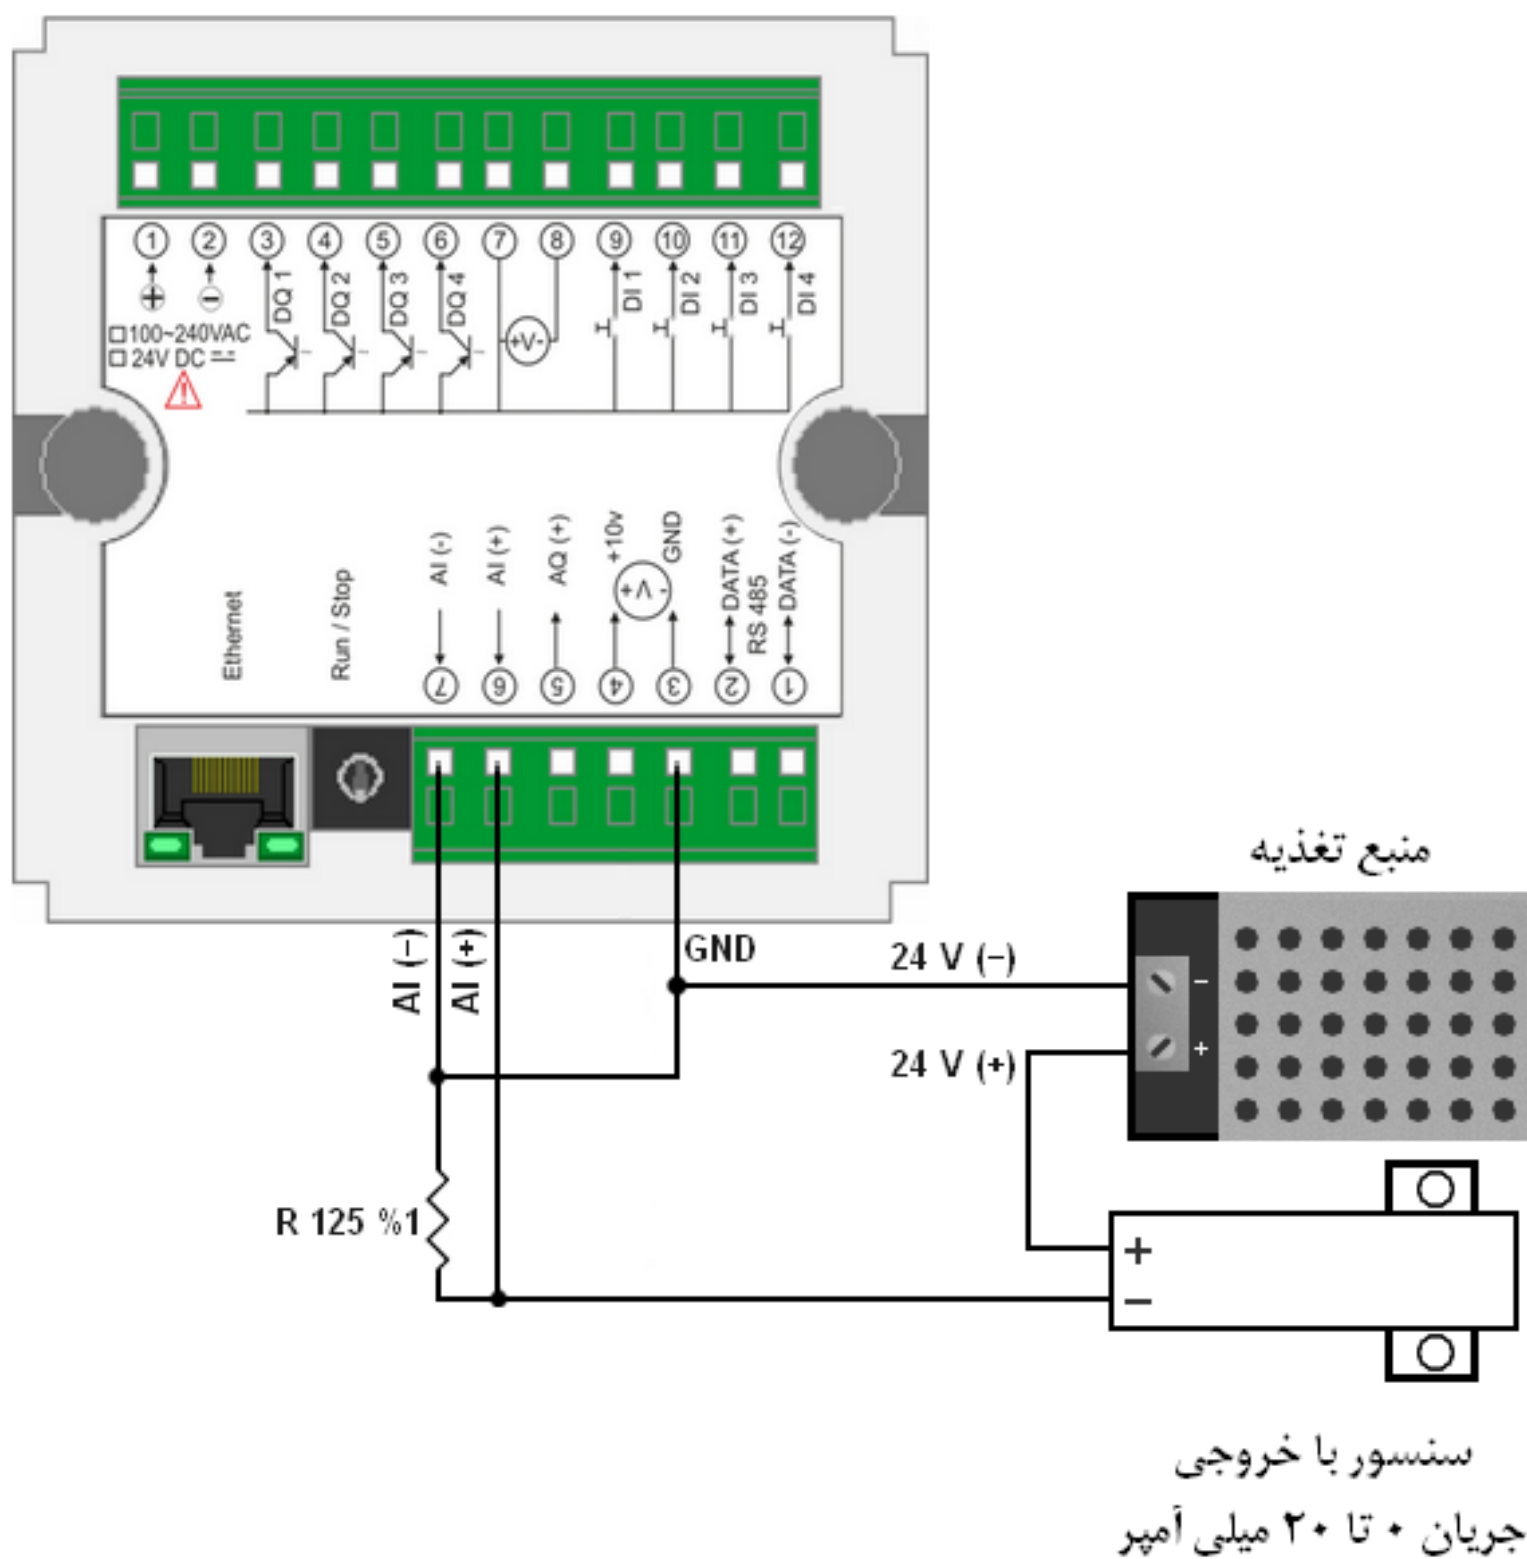 1 2 3 4 5 6 7 8 9 10 11 12
DQ 1
DQ 2
DQ 3
DQ 4
DI 1
DI 2
DI 3
DI 4
+ −
100~240VAC
24V DC
+V-
Ethernet
Run / Stop
AI (-)
AI (+)
AQ (+)
+10v
GND
DATA (+)
RS 485
DATA (-)
+V-
7 6 5 4 3 2 1
منبع تغذیه
AI (−)
AI (+)
GND
24 V (−)
−
24 V (+)
+
R 125 %1
+
−
سنسور با خروجی
جریان ۰ تا ۲۰ میلی آمپر